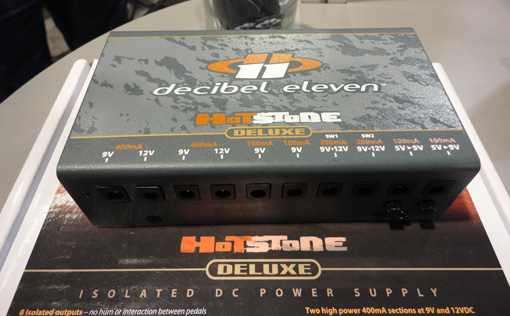 decibel eleven™
HOTSTONE
DELUXE
SW1 SW2
400mA 400mA 100mA 100mA 200mA 200mA 100mA 100mA
9V 12V 9V 12V 9V 9V 9V-12V 9V-12V 5V▸9V 5V▸9V
HOTSTONE
DELUXE
ISOLATED DC POWER SUPPLY
8 Isolated outputs – no hum or interaction between pedals
Two high power 400mA sections at 9V and 12VDC